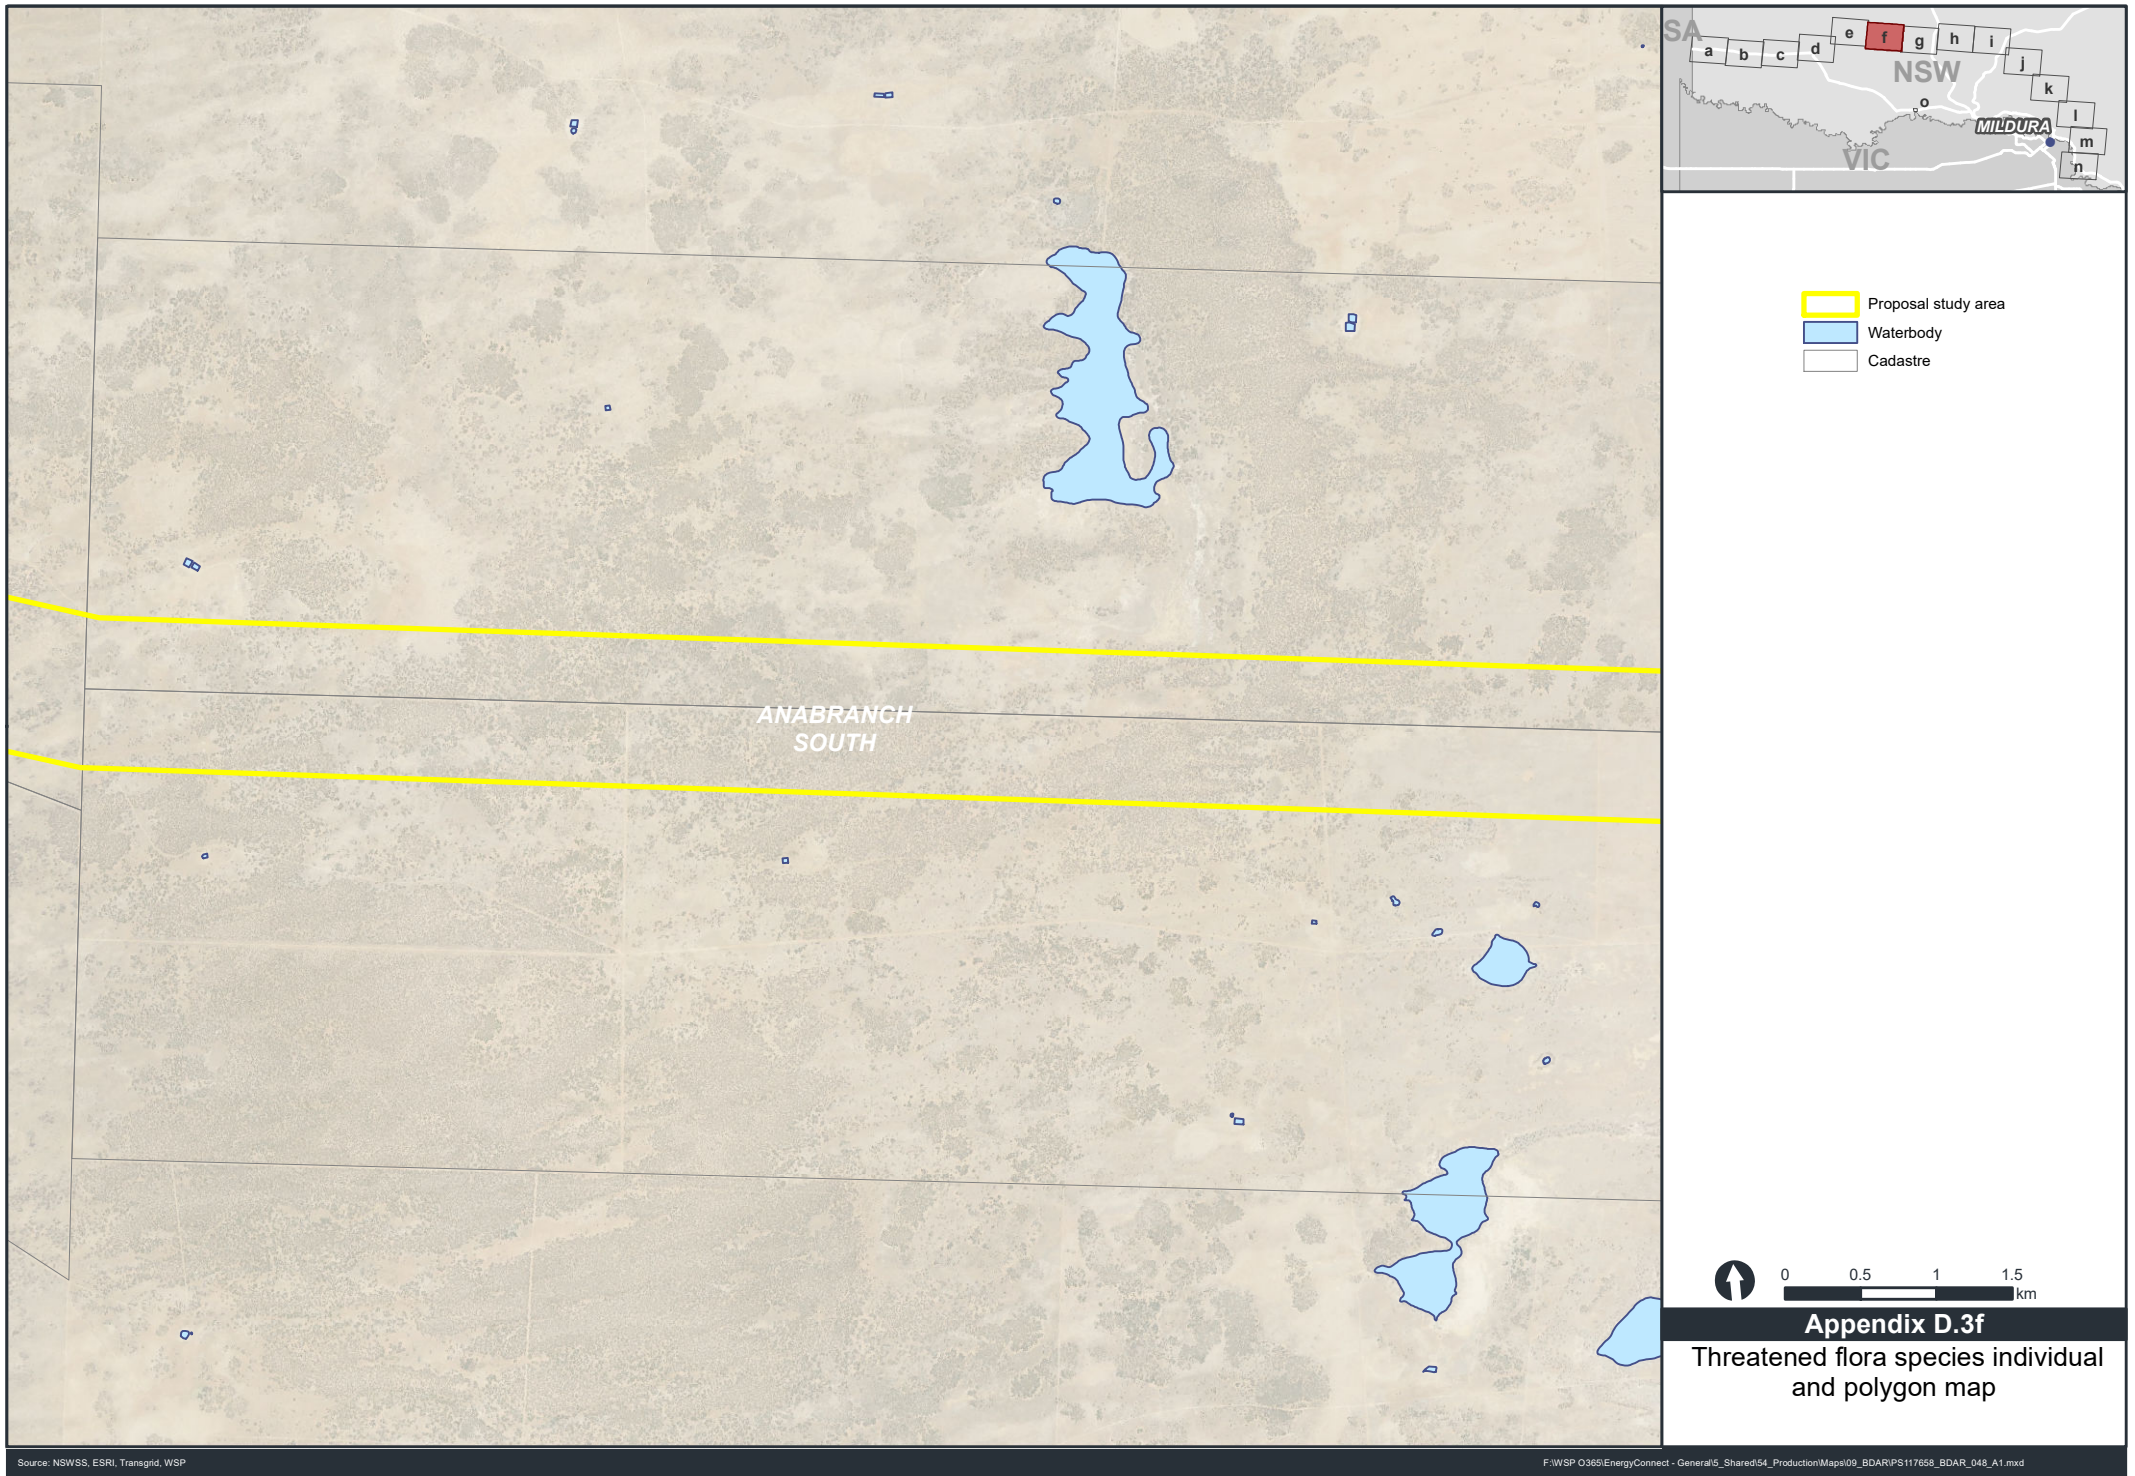 SA
a
b
c
d
e
f
g
h
i
j
k
l
m
n
o
NSW
MILDURA
VIC
Proposal study area
Waterbody
Cadastre
ANABRANCH
SOUTH
0 0.5 1 1.5
km
Appendix D.3f
Threatened flora species individual
and polygon map
Source: NSWSS, ESRI, Transgrid, WSP
F:\WSP O365\EnergyConnect - General\5_Shared\54_Production\Maps\09_BDAR\PS117658_BDAR_048_A1.mxd